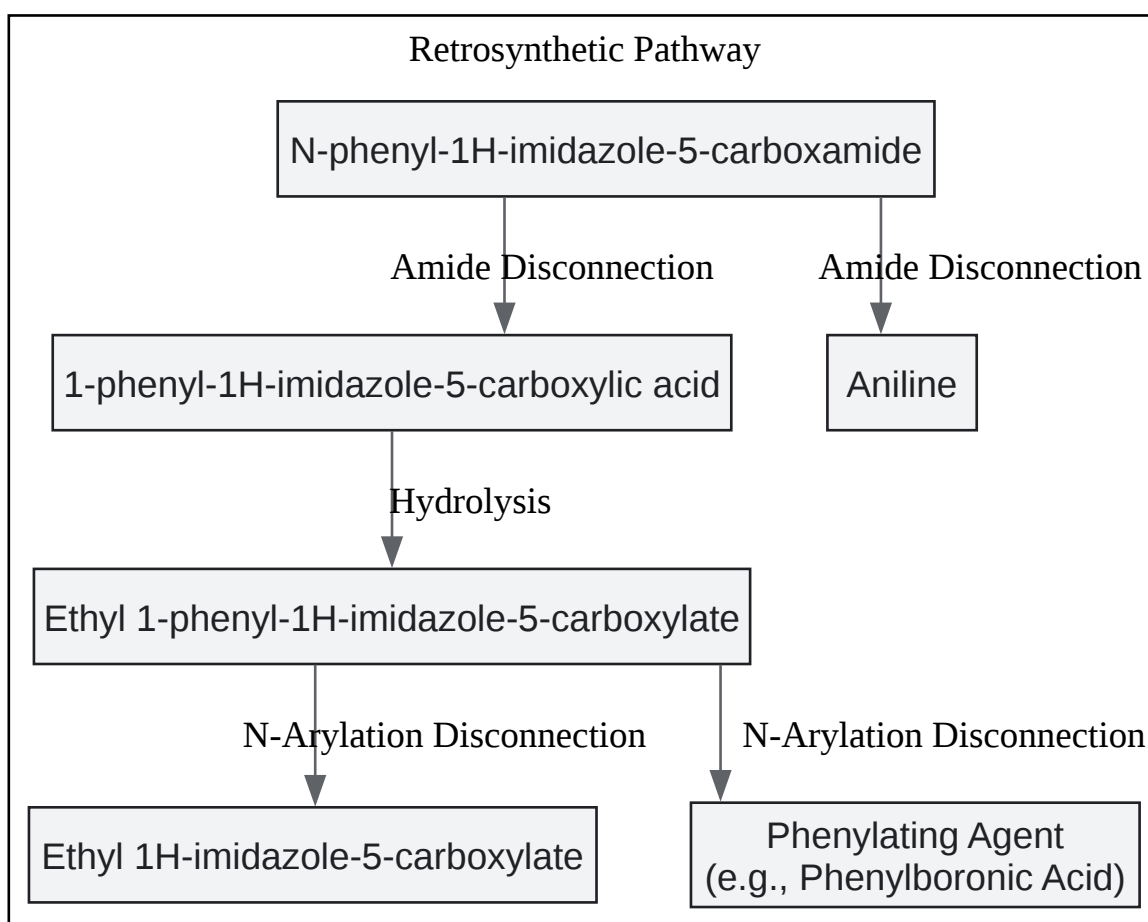 Retrosynthetic Pathway
N-phenyl-1H-imidazole-5-carboxamide
Amide Disconnection
Amide Disconnection
1-phenyl-1H-imidazole-5-carboxylic acid
Aniline
Hydrolysis
Ethyl 1-phenyl-1H-imidazole-5-carboxylate
N-Arylation Disconnection
N-Arylation Disconnection
Ethyl 1H-imidazole-5-carboxylate
Phenylating Agent
(e.g., Phenylboronic Acid)